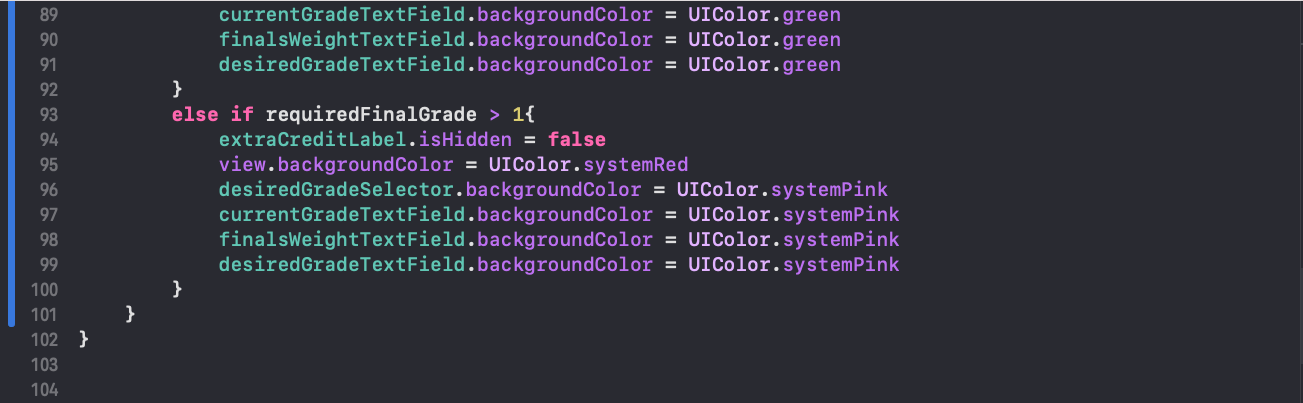 89 currentGradeTextField.backgroundColor = UIColor.green
90 finalsWeightTextField.backgroundColor = UIColor.green
91 desiredGradeTextField.backgroundColor = UIColor.green
92 }
93 else if requiredFinalGrade > 1{
94 extraCreditLabel.isHidden = false
95 view.backgroundColor = UIColor.systemRed
96 desiredGradeSelector.backgroundColor = UIColor.systemPink
97 currentGradeTextField.backgroundColor = UIColor.systemPink
98 finalsWeightTextField.backgroundColor = UIColor.systemPink
99 desiredGradeTextField.backgroundColor = UIColor.systemPink
100 }
101 }
102 }
103
104